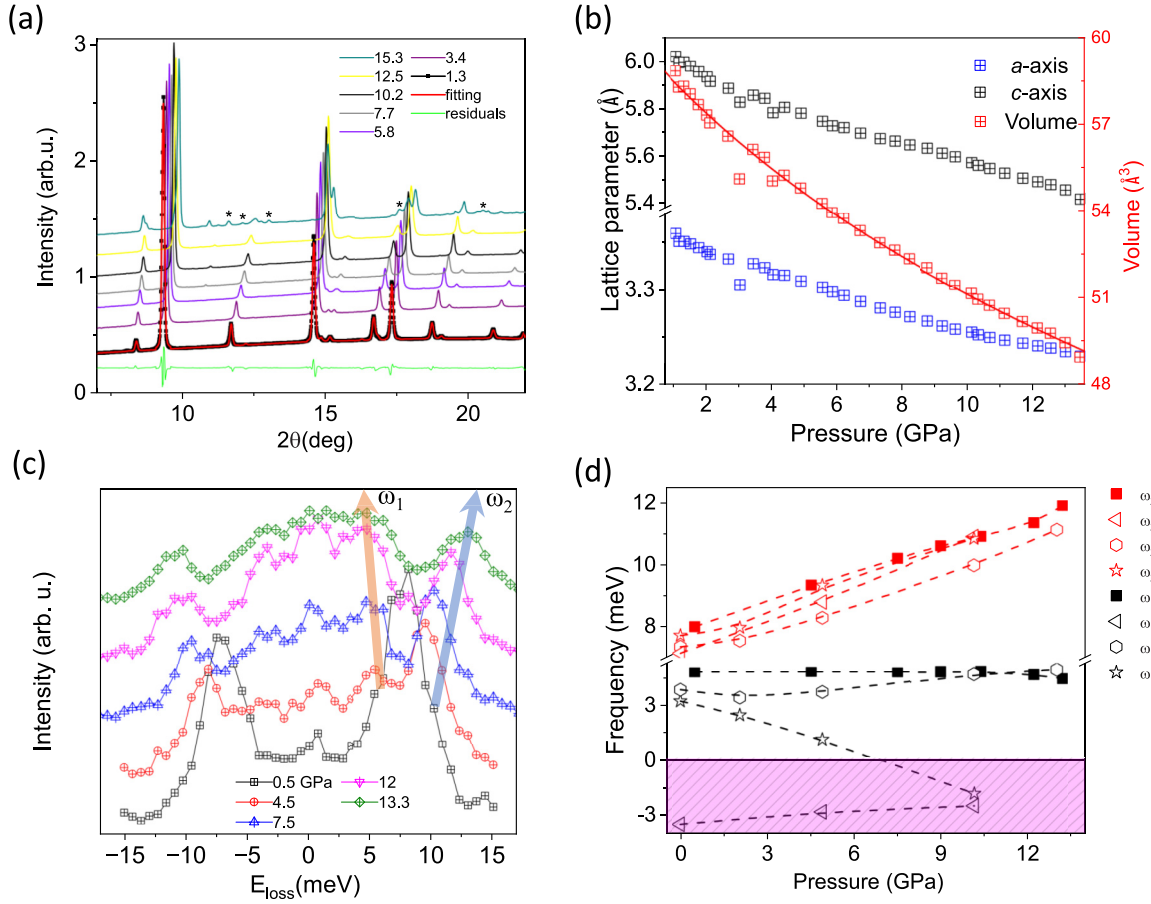 (a)
Intensity (arb.u.)
3
2
1
0
10
15
20
2θ(deg)
15.3
12.5
10.2
7.7
5.8
3.4
1.3
fitting
residuals
* * * * *
(b)
Lattice parameter (Å)
6.0
5.8
5.6
5.4
3.3
3.2
2 4 6 8 10 12
Pressure (GPa)
60
57
54
51
48
Volume (Å³)
a-axis
c-axis
Volume
(c)
Intensity (arb. u.)
ω₁
ω₂
0.5 GPa
4.5
7.5
12
13.3
−15 −10 −5 0 5 10 15
E_loss(meV)
(d)
Frequency (meV)
12
10
8
3
0
-3
0 3 6 9 12
Pressure (GPa)
ω
ω
ω
ω
ω
ω
ω
ω